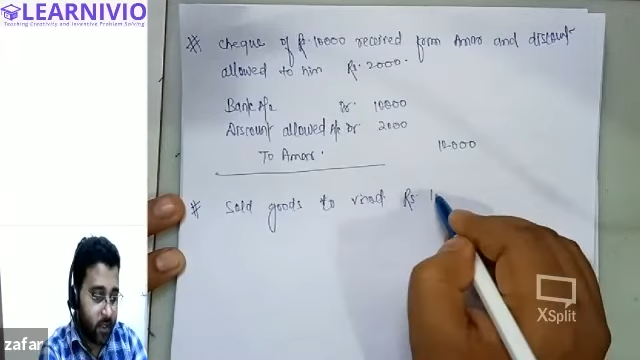 LEARNIVIO
Teaching Creativity and Inventive Problem Solving
# Cheque of Rs. 10000 received from Amar and discount
allowed to him Rs. 2000.
Bank A/c Dr. 10000
Discount allowed A/c Dr 2000
To Amar. 12000
# Sold goods to vinod Rs 1
XSplit
zafar